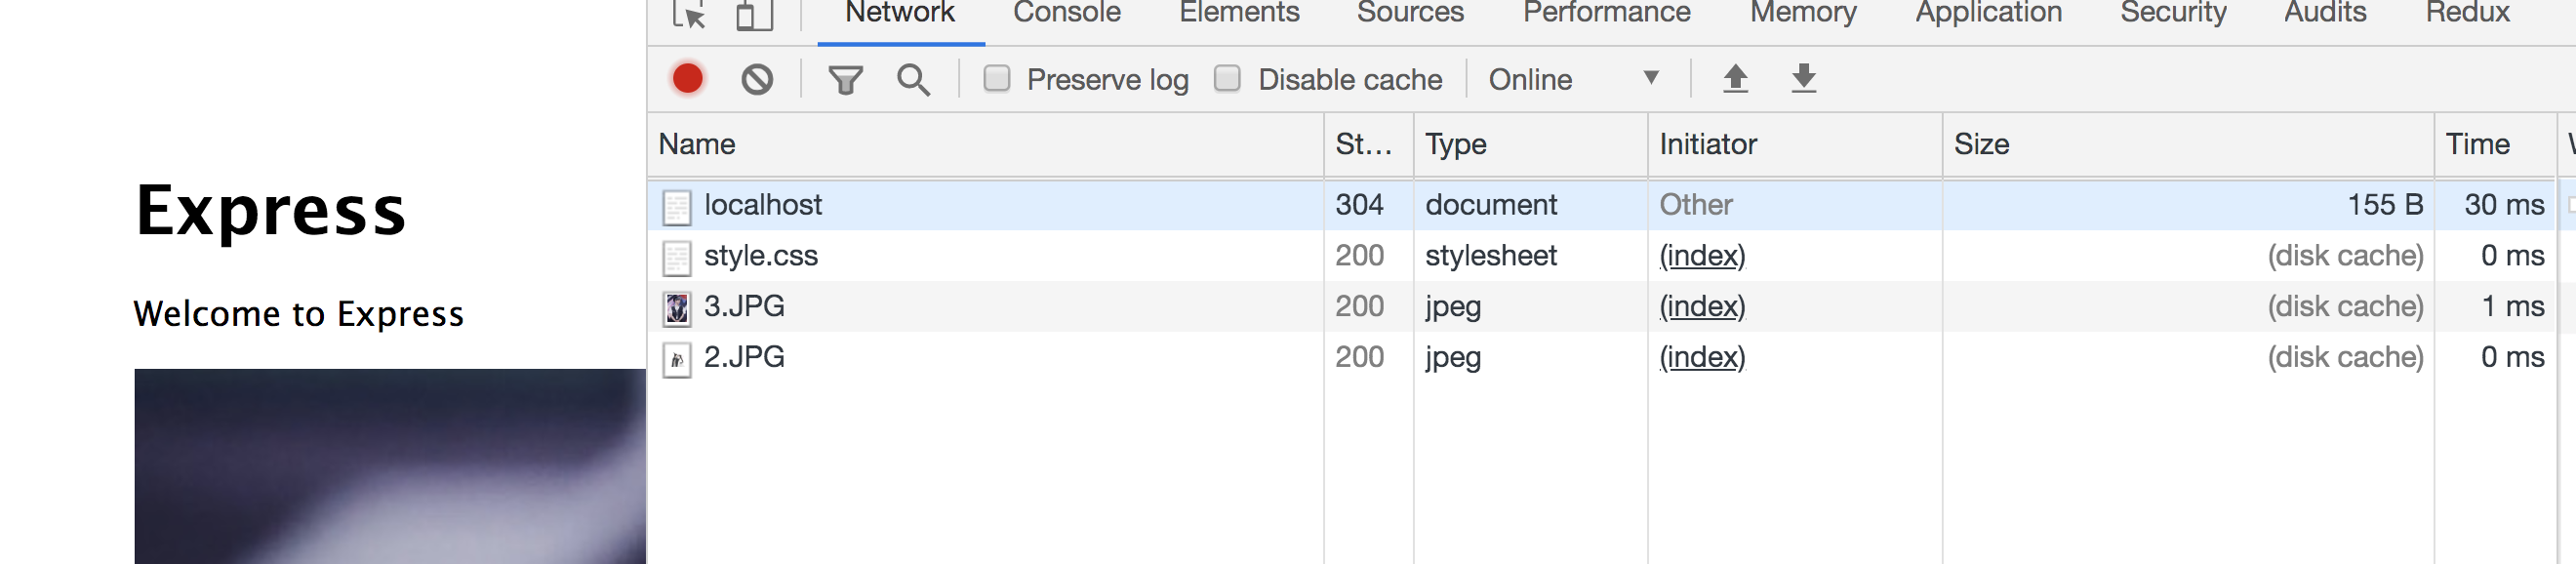 Network Console Elements Sources Performance Memory Application Security Audits Redux
Preserve log Disable cache Online
Name St... Type Initiator Size Time
localhost 304 document Other 155 B 30 ms
style.css 200 stylesheet (index) (disk cache) 0 ms
3.JPG 200 jpeg (index) (disk cache) 1 ms
2.JPG 200 jpeg (index) (disk cache) 0 ms
Express
Welcome to Express